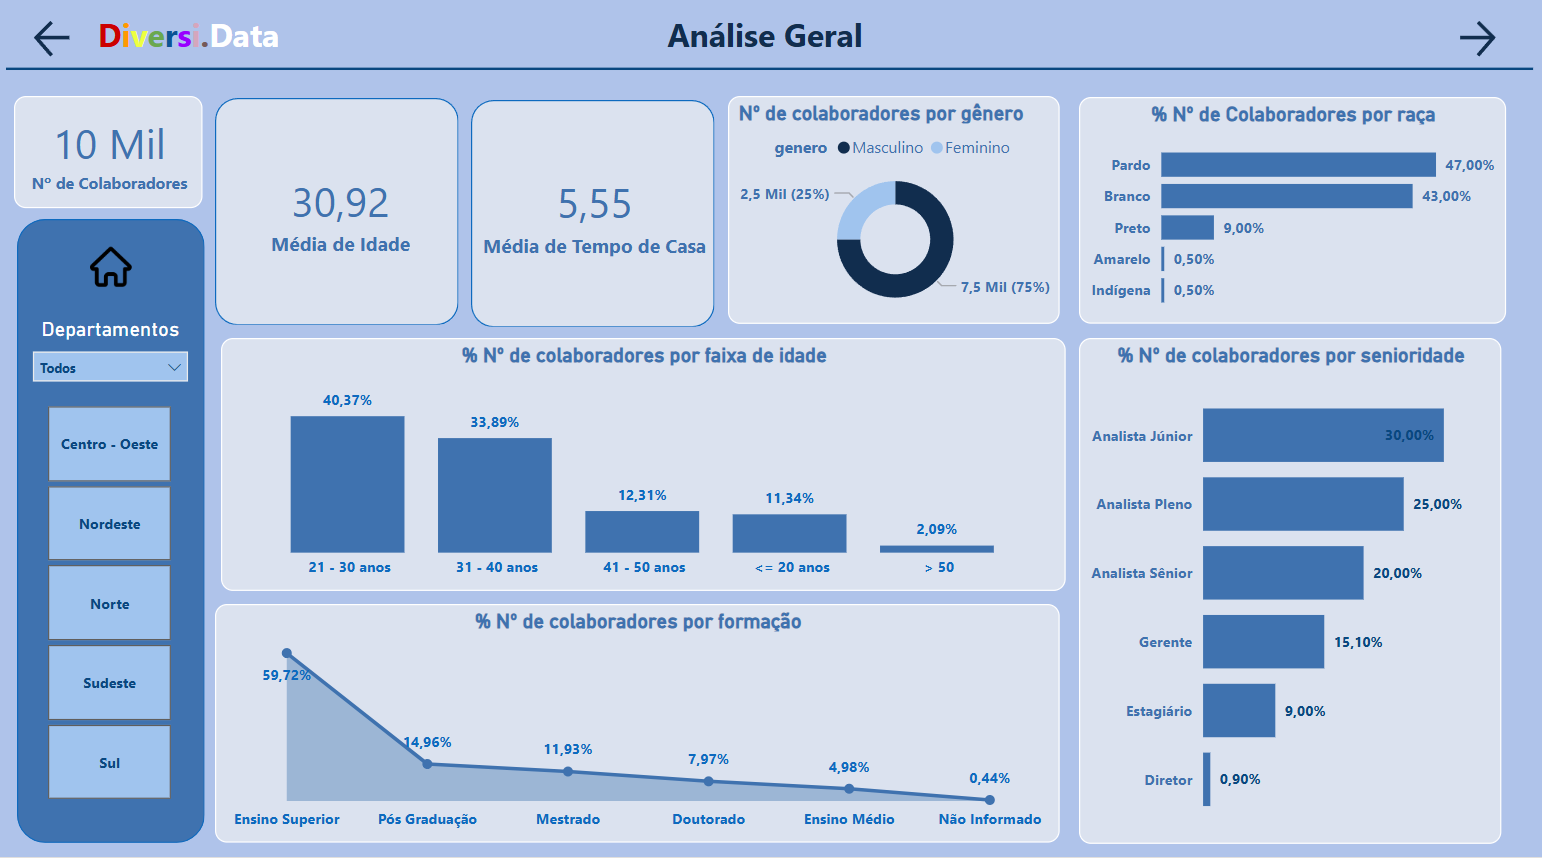 Diversi.Data
Análise Geral
10 Mil
Nº de Colaboradores
30,92
Média de Idade
5,55
Média de Tempo de Casa
Nº de colaboradores por gênero
genero Masculino Feminino
2,5 Mil (25%)
7,5 Mil (75%)
% Nº de Colaboradores por raça
Pardo 47,00%
Branco 43,00%
Preto 9,00%
Amarelo 0,50%
Indígena 0,50%
Departamentos
Todos
Centro - Oeste
Nordeste
Norte
Sudeste
Sul
% Nº de colaboradores por faixa de idade
40,37%
33,89%
12,31%
11,34%
2,09%
21 - 30 anos
31 - 40 anos
41 - 50 anos
<= 20 anos
> 50
% Nº de colaboradores por senioridade
Analista Júnior 30,00%
Analista Pleno 25,00%
Analista Sênior 20,00%
Gerente 15,10%
Estagiário 9,00%
Diretor 0,90%
% Nº de colaboradores por formação
59,72%
14,96%
11,93%
7,97%
4,98%
0,44%
Ensino Superior
Pós Graduação
Mestrado
Doutorado
Ensino Médio
Não Informado